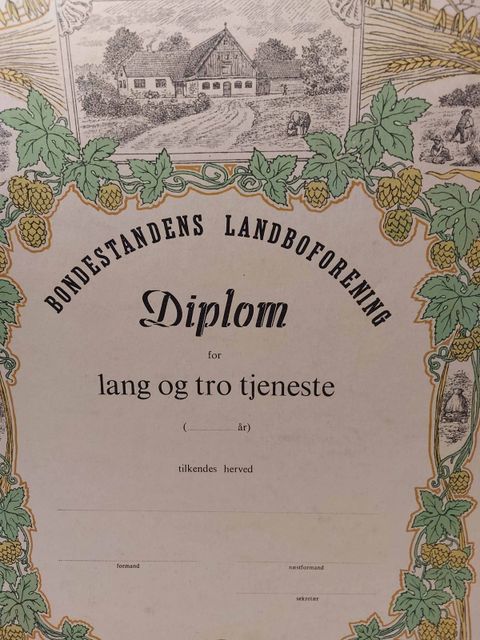 BONDESTANDENS LANDBOFORENING
Diplom
for
lang og tro tjeneste
(........................ år)
tilkendes herved
formand
næstformand
sekretær